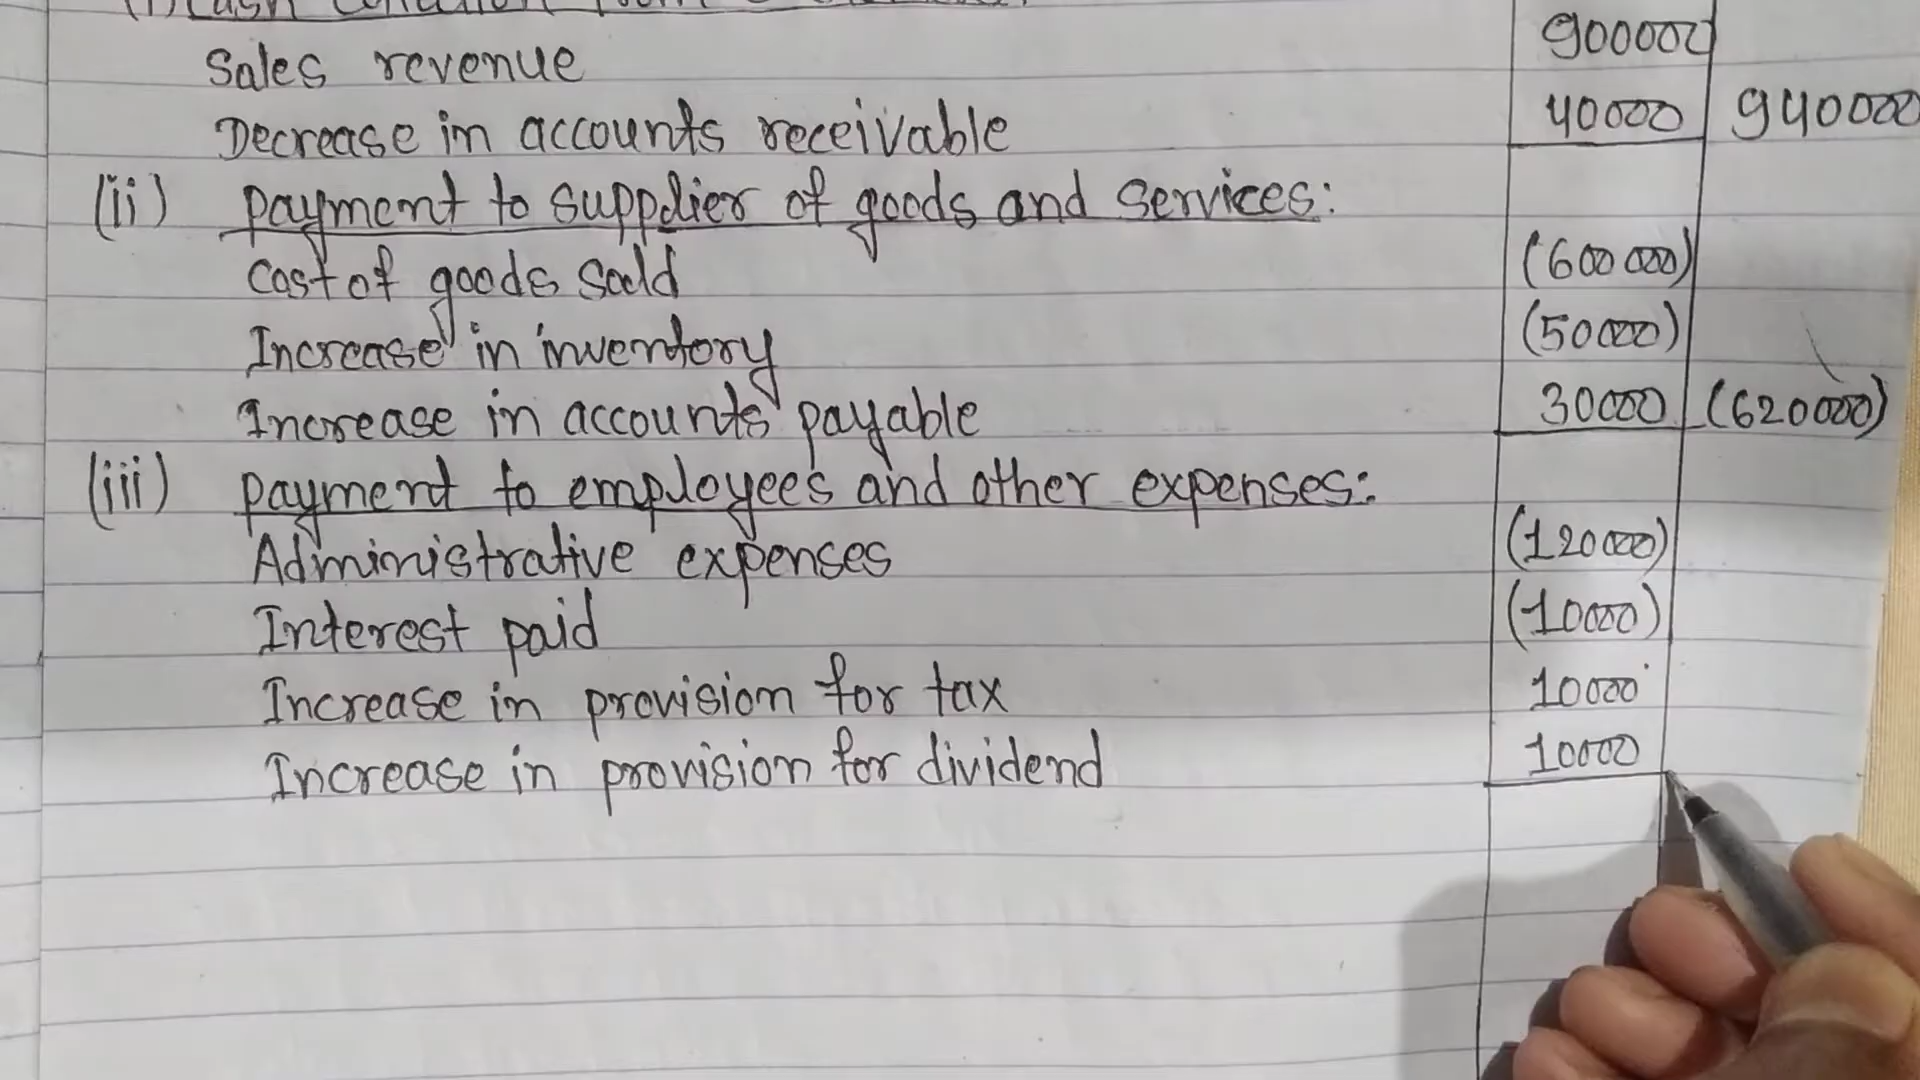 (i) Cash collection from
900000
Sales revenue
Decrease in accounts receivable 40000 940000
(ii) payment to supplier of goods and services:
Cost of goods sold (600000)
Increase in inventory (50000)
Increase in accounts payable 30000 (620000)
(iii) payment to employees and other expenses:
Administrative expenses (120000)
Interest paid (10000)
Increase in provision for tax 10000
Increase in provision for dividend 10000